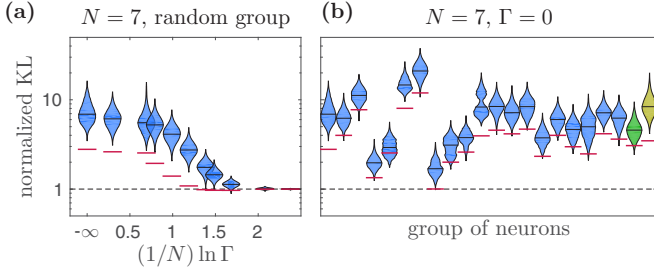 (a) N = 7, random group
(b) N = 7, Γ = 0
normalized KL
10
1
-∞ 0.5 1 1.5 2
(1/N) ln Γ
group of neurons